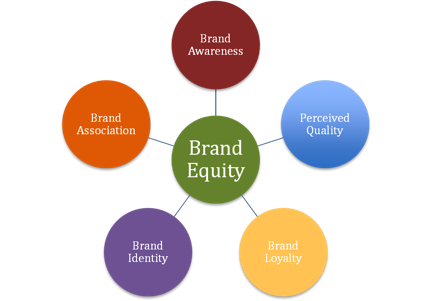 Brand
Awareness
Brand
Association
Perceived
Quality
Brand
Equity
Brand
Identity
Brand
Loyalty